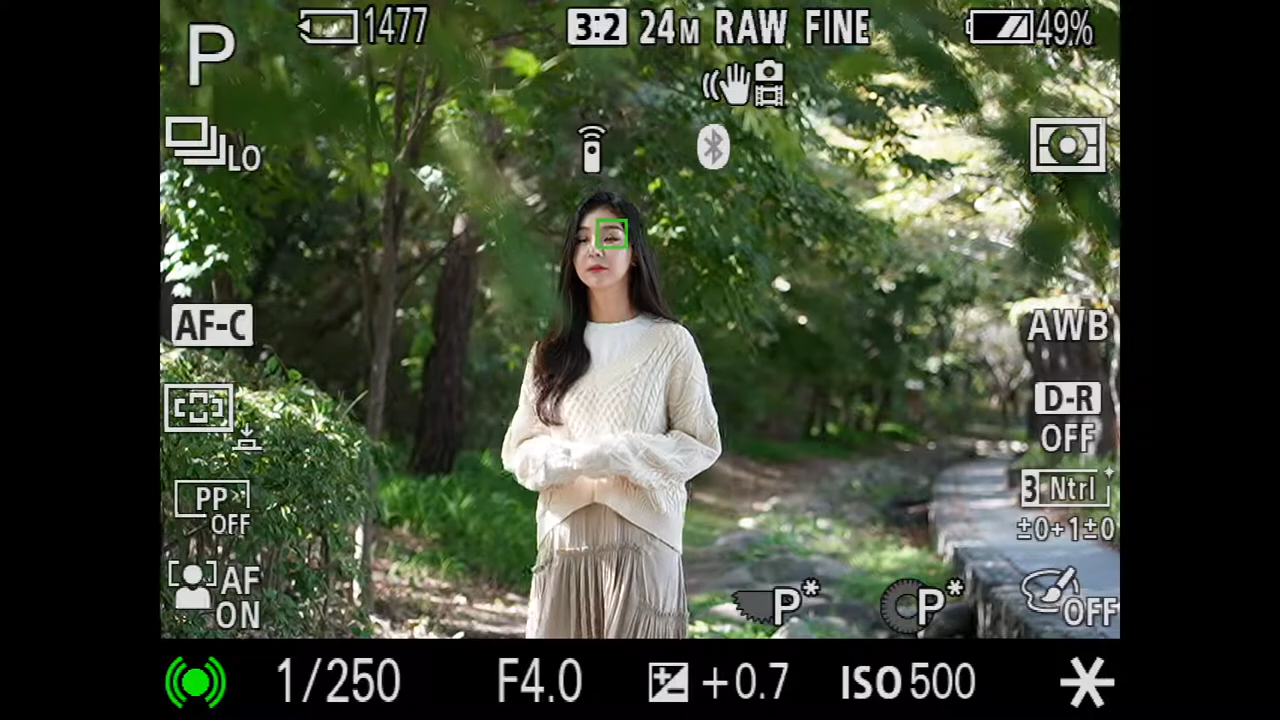 P 1477 3:2 24M RAW FINE 49%
LO
AF-C AWB
D-R
OFF
PP OFF 3 Ntrl
±0+1±0
AF ON P* P* OFF
1/250 F4.0 +0.7 ISO 500